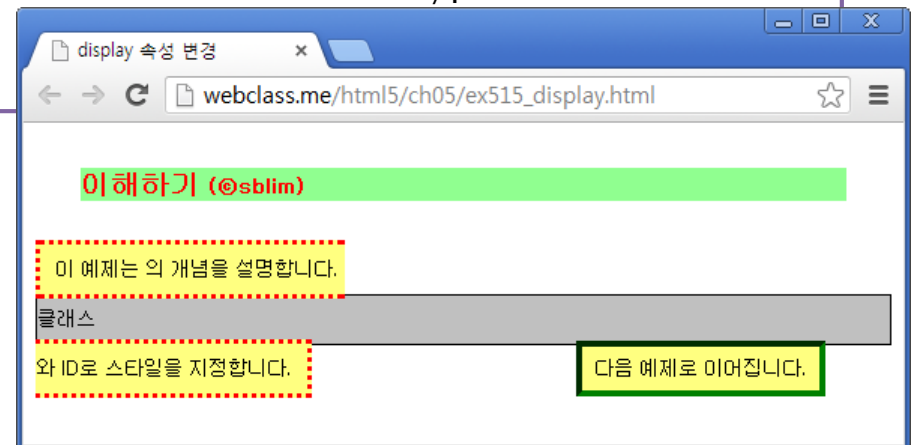 display 속성 변경
webclass.me/html5/ch05/ex515_display.html
이해하기 (©sblim)
이 예제는 의 개념을 설명합니다.
클래스
와 ID로 스타일을 지정합니다.
다음 예제로 이어집니다.